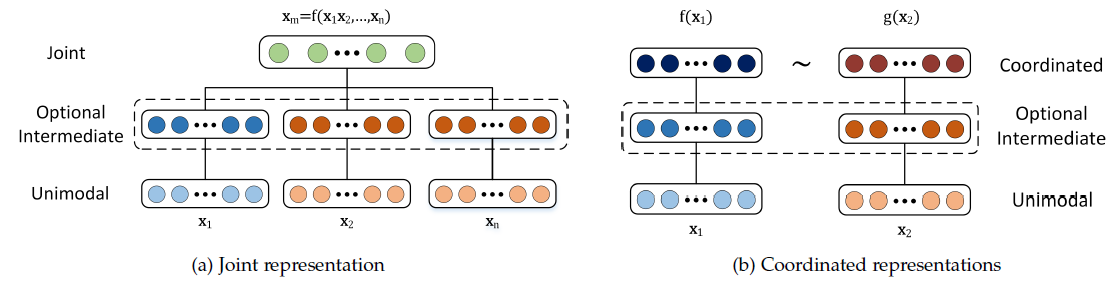 x_m=f(x_1x_2,...,x_n)
Joint
Optional
Intermediate
Unimodal
x_1
x_2
x_n
(a) Joint representation
f(x_1)
g(x_2)
~
Coordinated
Optional
Intermediate
Unimodal
x_1
x_2
(b) Coordinated representations